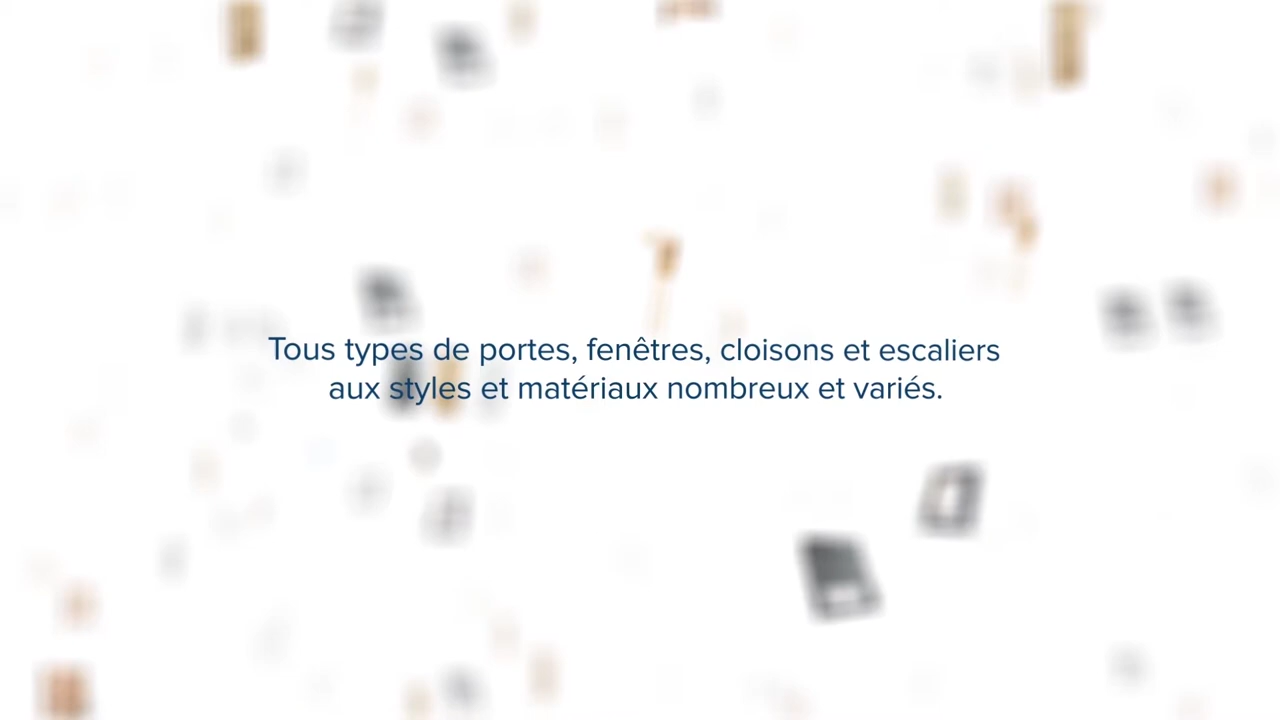 Tous types de portes, fenêtres, cloisons et escaliers
aux styles et matériaux nombreux et variés.